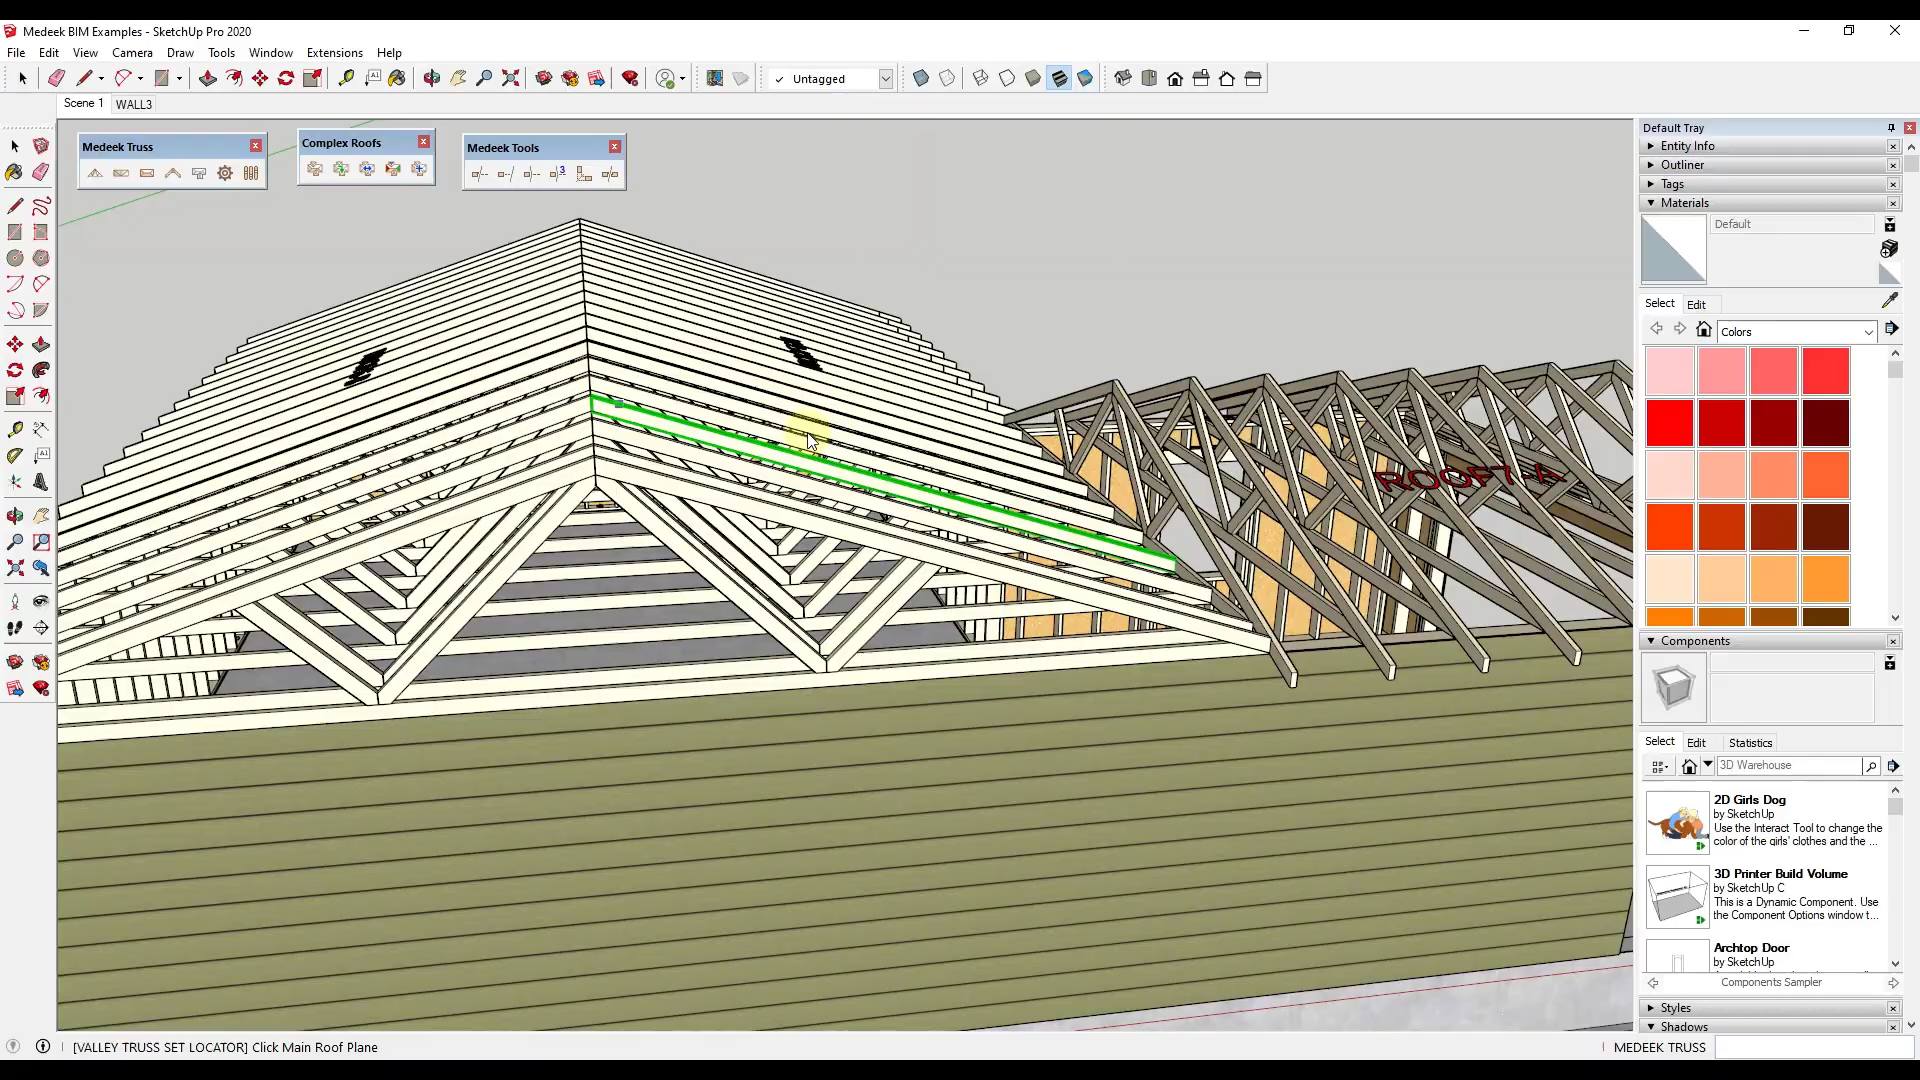 Medeek BIM Examples - SketchUp Pro 2020
File Edit View Camera Draw Tools Window Extensions Help
Untagged
Scene 1 WALL3
Medeek Truss
Complex Roofs
Medeek Tools
3
ROOF7-A
Default Tray
Entity Info
Outliner
Tags
Materials
Default
Select Edit
Colors
Components
Select Edit Statistics
3D Warehouse
2D Girls Dog
by SketchUp
Use the Interact Tool to change the
color of the girls' clothes and the ...
3D Printer Build Volume
by SketchUp C
This is a Dynamic Component. Use
the Component Options window t...
Archtop Door
by SketchUp
Components Sampler
Styles
Shadows
[VALLEY TRUSS SET LOCATOR] Click Main Roof Plane
MEDEEK TRUSS